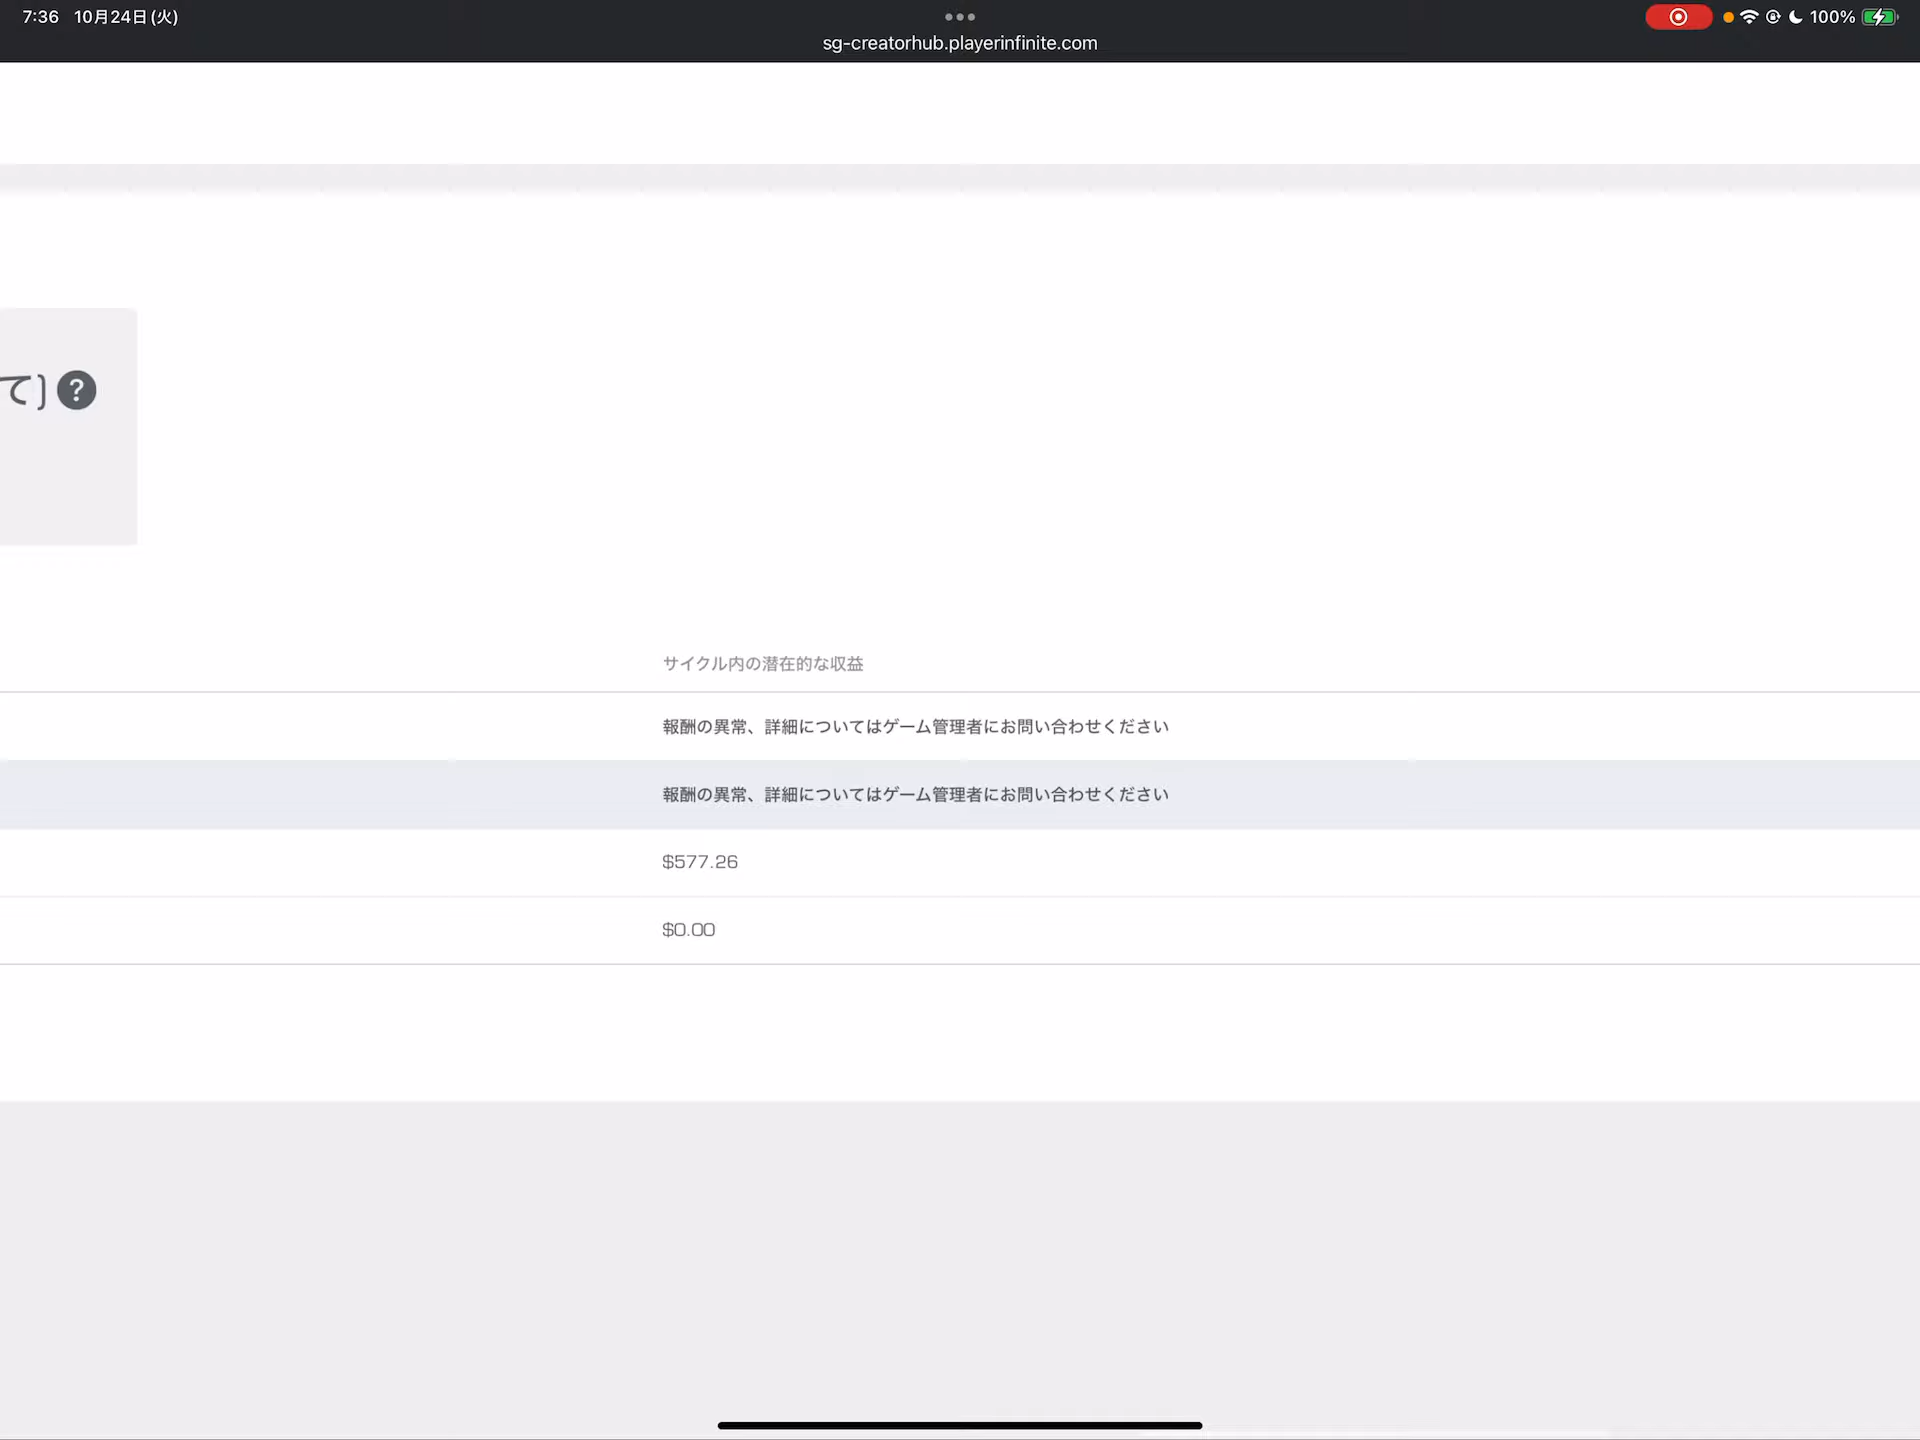 7:36 10月24日(火)
100%
sg-creatorhub.playerinfinite.com
て)
サイクル内の潜在的な収益
報酬の異常、詳細についてはゲーム管理者にお問い合わせください
報酬の異常、詳細についてはゲーム管理者にお問い合わせください
$577.26
$0.00